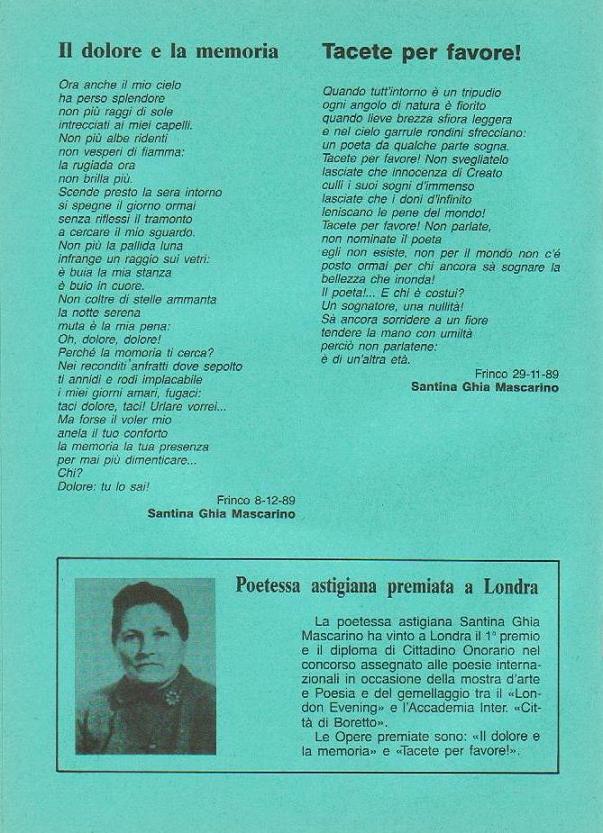 Il dolore e la memoria
Ora anche il mio cielo
ha perso splendore
non più raggi di sole
intrecciati ai miei capelli.
Non più albe ridenti
non vesperi di fiamma:
la rugiada ora
non brilla più.
Scende presto la sera intorno
si spegne il giorno ormai
senza riflessi il tramonto
a cercare il mio sguardo.
Non più la pallida luna
infrange un raggio sui vetri:
è buia la mia stanza
è buio in cuore.
Non coltre di stelle ammanta
la notte serena
muta è la mia pena:
Oh, dolore, dolore!
Perché la momoria ti cerca?
Nei reconditi anfratti dove sepolto
ti annidi e rodi implacabile
i miei giorni amari, fugaci:
taci dolore, taci! Urlare vorrei...
Ma forse il voler mio
anela il tuo conforto
la memoria la tua presenza
per mai più dimenticare...
Chi?
Dolore: tu lo sai!
Frinco 8-12-89
Santina Ghia Mascarino
Tacete per favore!
Quando tutt'intorno è un tripudio
ogni angolo di natura è fiorito
quando lieve brezza sfiora leggera
e nel cielo garrule rondini sfrecciano:
un poeta da qualche parte sogna.
Tacete per favore! Non svegliatelo
lasciate che innocenza di Creato
culli i suoi sogni d'immenso
lasciate che i doni d'infinito
leniscano le pene del mondo!
Tacete per favore! Non parlate,
non nominate il poeta
egli non esiste, non per il mondo non c'é
posto ormai per chi ancora sà sognare la
bellezza che inonda!
Il poeta!... E chi è costui?
Un sognatore, una nullità!
Sà ancora sorridere a un fiore
tendere la mano con umiltà
perciò non parlatene:
è di un'altra età.
Frinco 29-11-89
Santina Ghia Mascarino
Poetessa astigiana premiata a Londra
La poetessa astigiana Santina Ghia
Mascarino ha vinto a Londra il 1° premio
e il diploma di Cittadino Onorario nel
concorso assegnato alle poesie interna-
zionali in occasione della mostra d'arte
e Poesia e del gemellaggio tra il «Lon-
don Evening» e l'Accademia Inter. «Cit-
tà di Boretto».
Le Opere premiate sono: «Il dolore e
la memoria» e «Tacete per favore!».